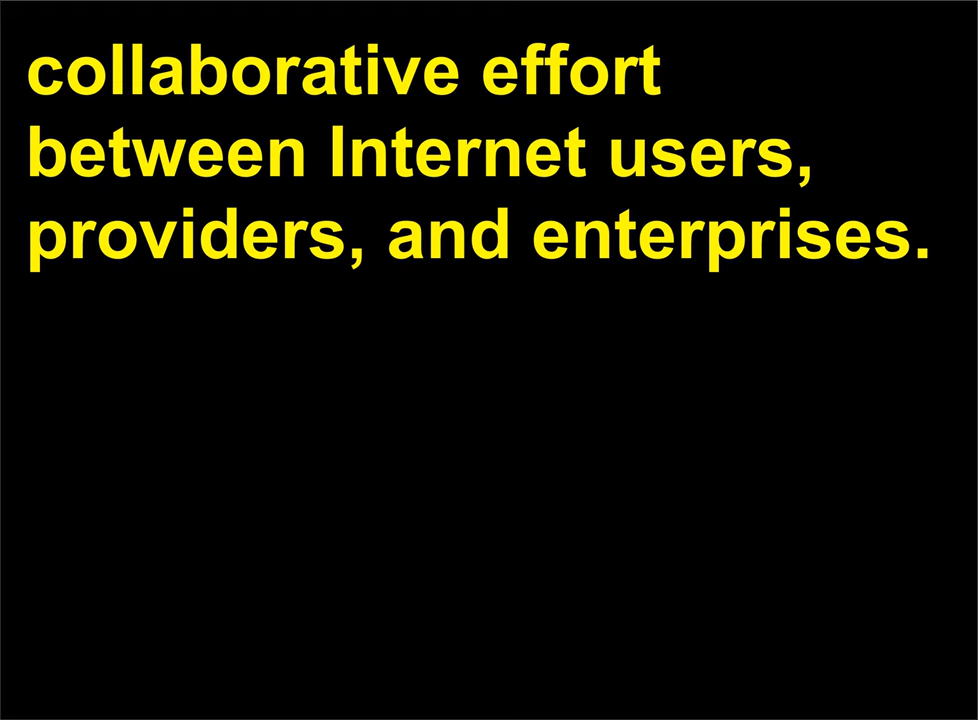 collaborative effort
between Internet users,
providers, and enterprises.